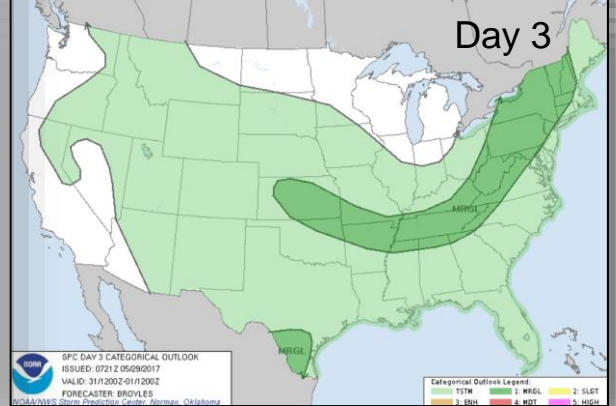 Day 3
MRGL
MRGL
NOAA
SPC DAY 3 CATEGORICAL OUTLOOK
ISSUED: 0721Z 05/29/2017
VALID: 31/1200Z-01/1200Z
FORECASTER: BROYLES
NOAA/NWS Storm Prediction Center, Norman, Oklahoma
Categorical Outlook Legend:
TSTM 1: MRGL 2: SLGT
3: ENH 4: MDT 5: HIGH